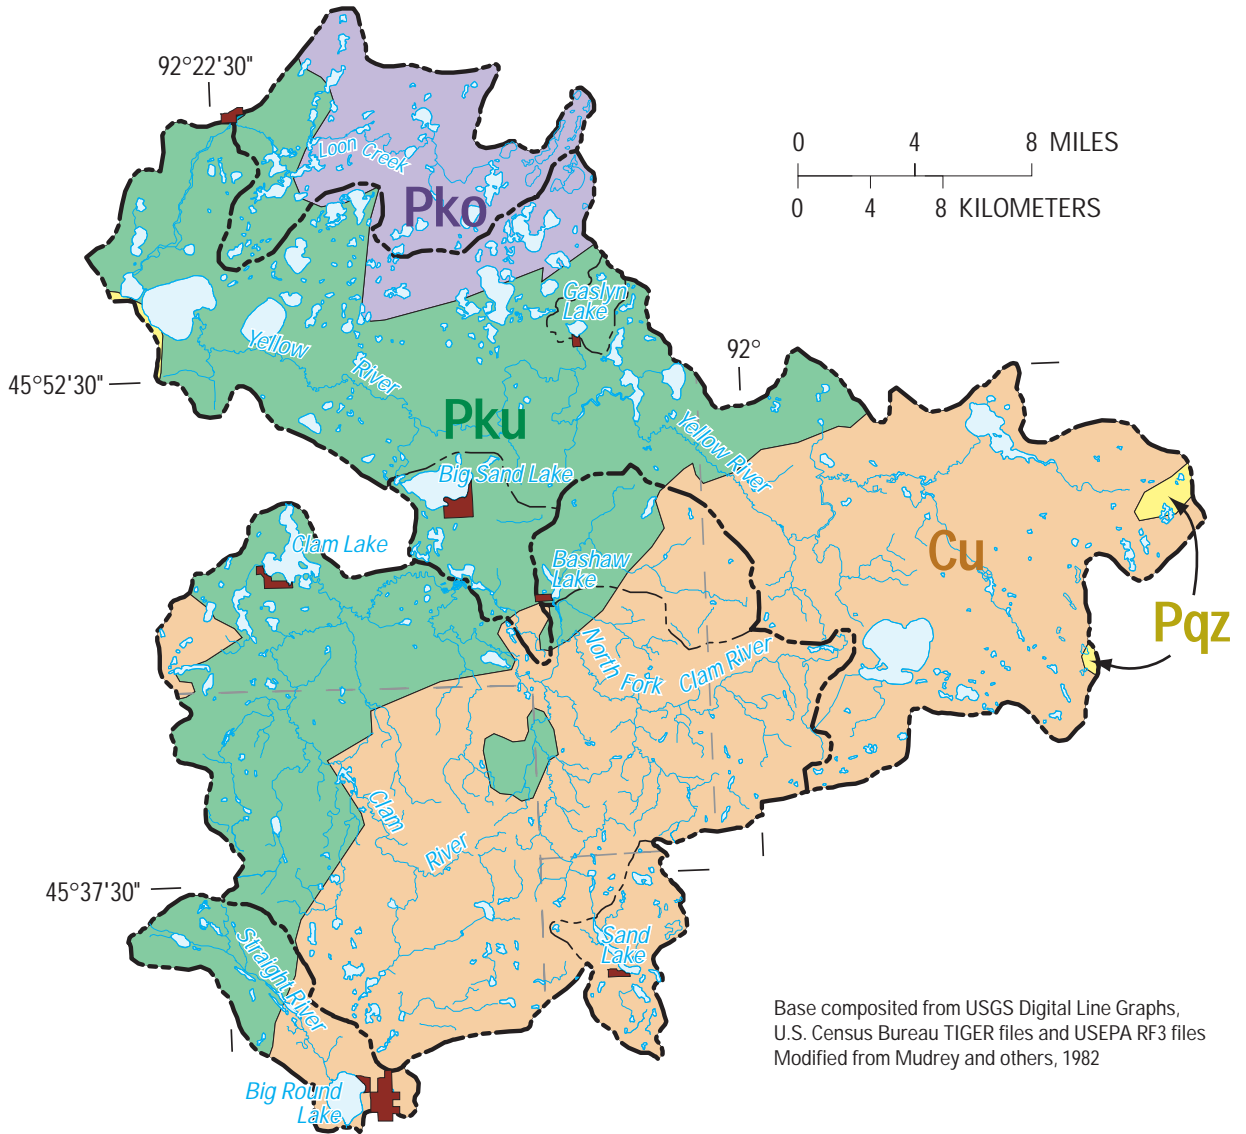 92°22'30"
0 4 8 MILES
0 4 8 KILOMETERS
Loon Creek
Pko
Gaslyn
Lake
Yellow
River
92°
45°52'30"
Pku
Yellow River
Big Sand Lake
Clam Lake
Bashaw
Lake
Cu
Pqz
North Fork
Clam River
Clam
River
45°37'30"
Straight River
Sand
Lake
Base composited from USGS Digital Line Graphs,
U.S. Census Bureau TIGER files and USEPA RF3 files
Modified from Mudrey and others, 1982
Big Round
Lake